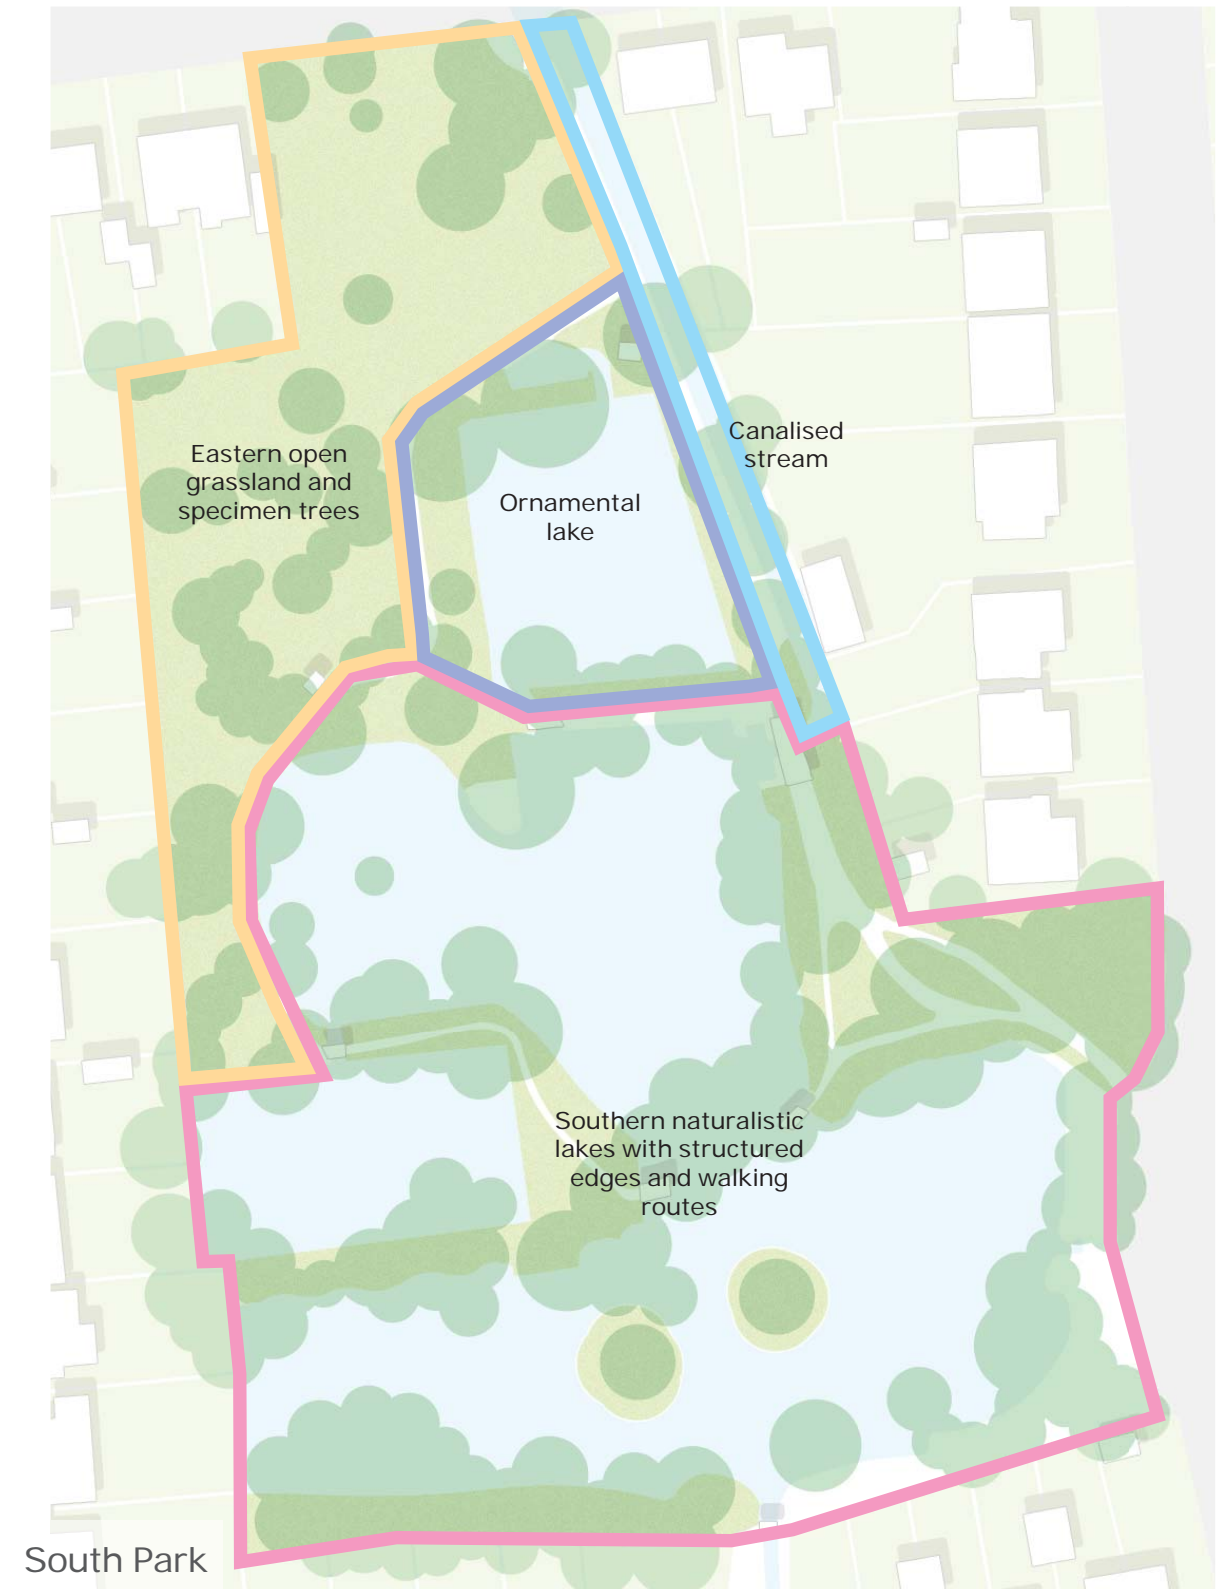 Canalised
stream
Eastern open
grassland and
specimen trees
Ornamental
lake
Southern naturalistic
lakes with structured
edges and walking
routes
South Park